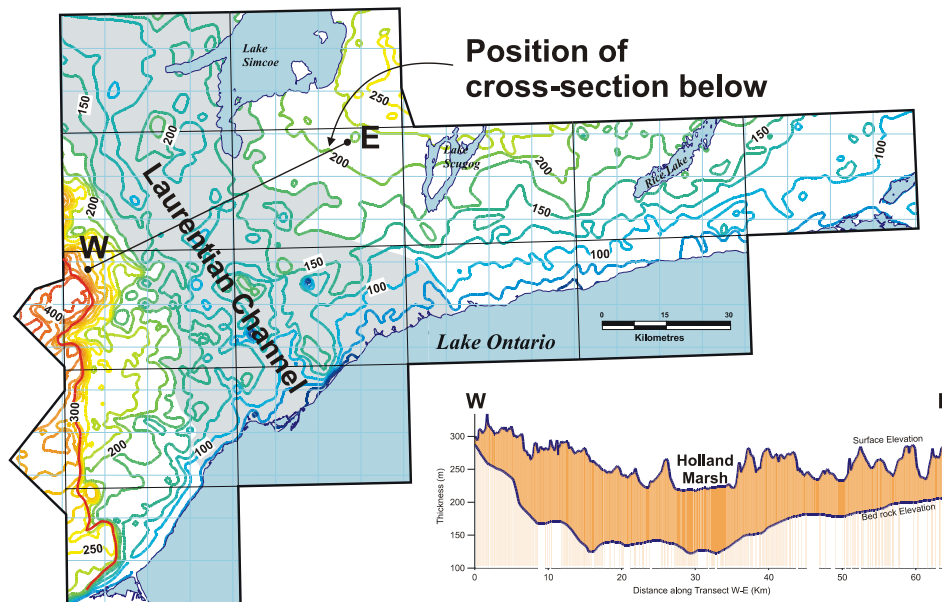 Position of
cross-section below
Lake
Simcoe
250
150
200
E
200
Lake
Scugog
200
Rice Lake
150
100
200
Laurentian Channel
150
W
150
100
100
400
0 15 30
Kilometres
Lake Ontario
300
200
100
250
W
Holland
Marsh
Surface Elevation
Bed rock Elevation
Thickness (m)
300
250
200
150
100
0 10 20 30 40 50 60
Distance along Transect W-E (Km)